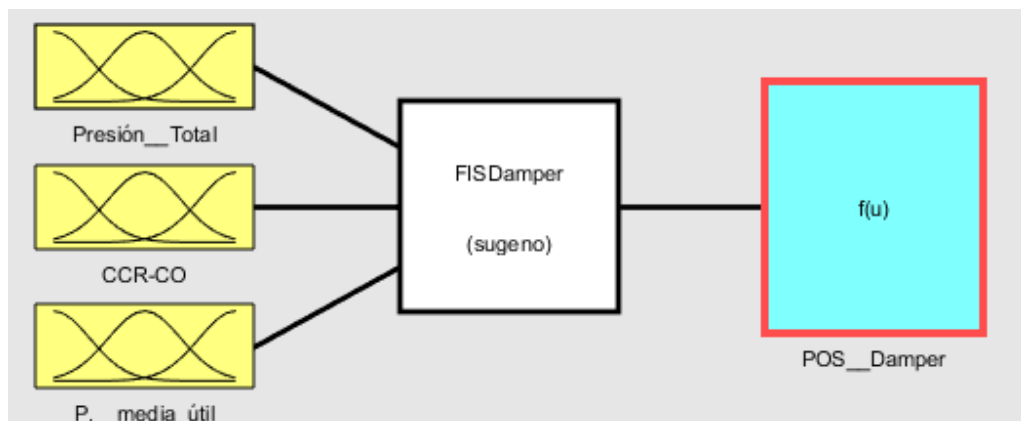 Presión__Total
CCR-CO
P.__media_útil
FISDamper
(sugeno)
f(u)
POS__Damper